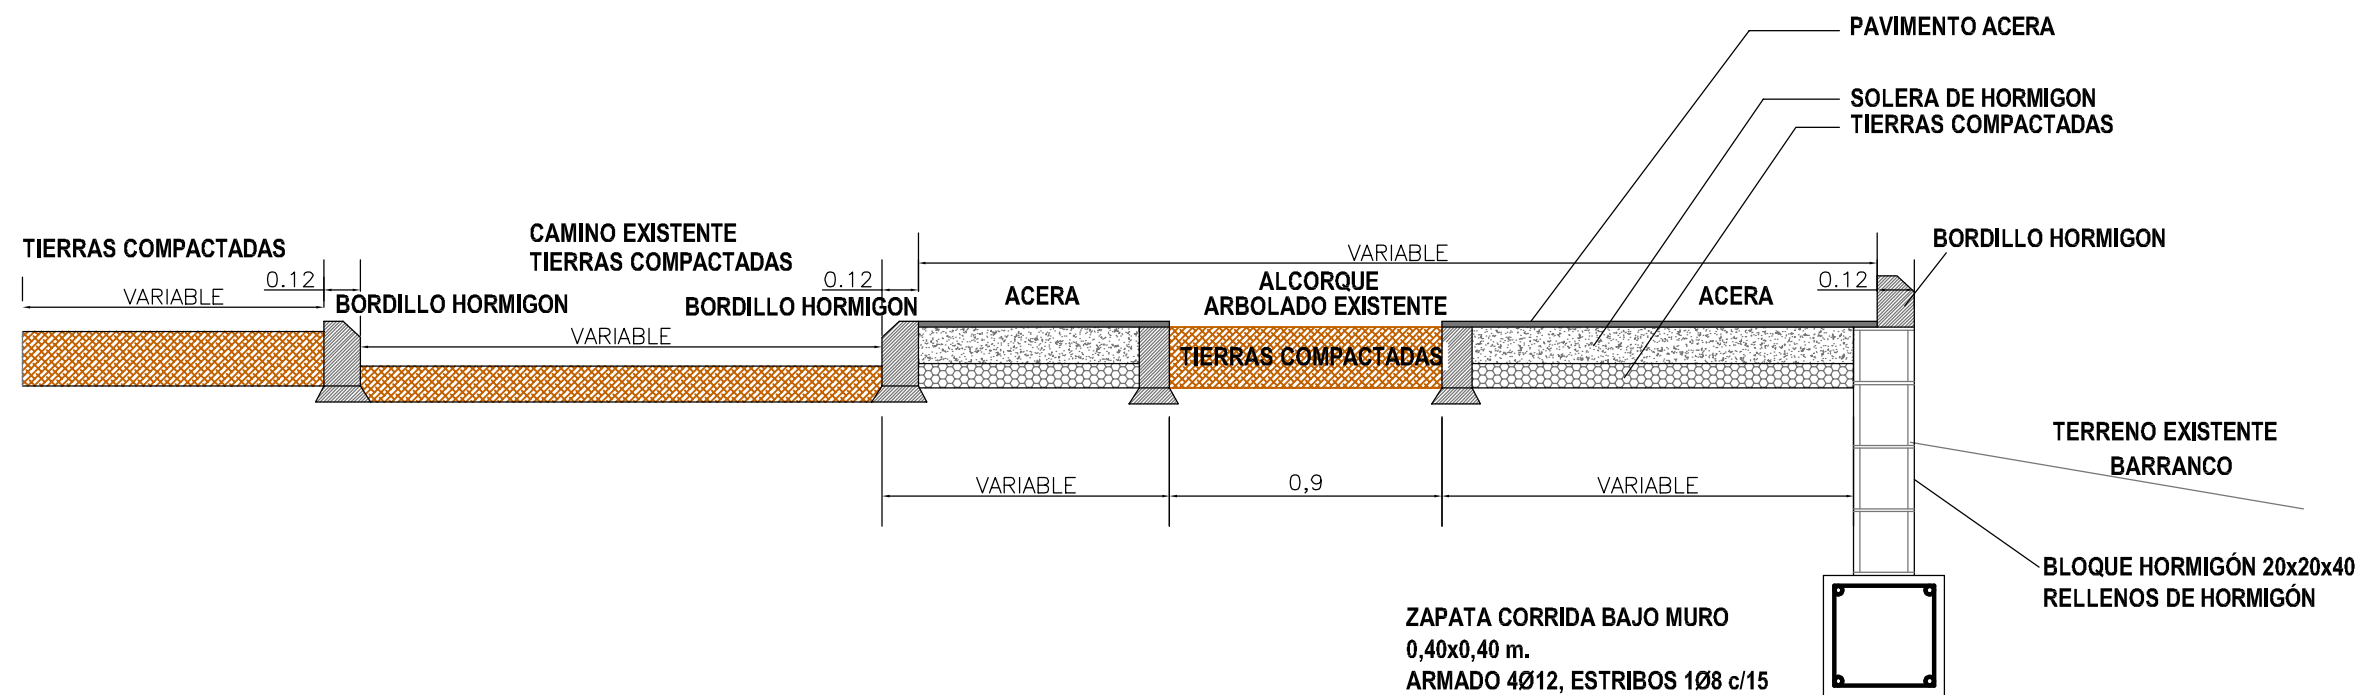 PAVIMENTO ACERA
SOLERA DE HORMIGON
TIERRAS COMPACTADAS
TIERRAS COMPACTADAS
VARIABLE
0.12
BORDILLO HORMIGON
CAMINO EXISTENTE
TIERRAS COMPACTADAS
VARIABLE
0.12
BORDILLO HORMIGON
VARIABLE
ACERA
ALCORQUE
ARBOLADO EXISTENTE
TIERRAS COMPACTADAS
ACERA
0.12
BORDILLO HORMIGON
VARIABLE
0,9
VARIABLE
TERRENO EXISTENTE
BARRANCO
BLOQUE HORMIGÓN 20x20x40
RELLENOS DE HORMIGÓN
ZAPATA CORRIDA BAJO MURO
0,40x0,40 m.
ARMADO 4Ø12, ESTRIBOS 1Ø8 c/15